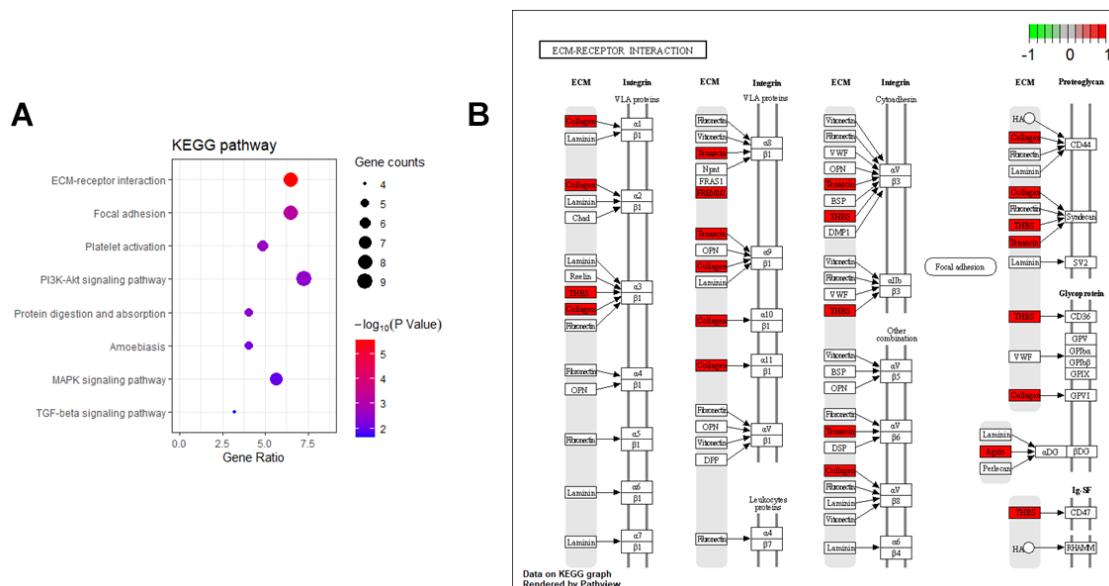 A
KEGG pathway
ECM-receptor interaction
Focal adhesion
Platelet activation
PI3K-Akt signaling pathway
Protein digestion and absorption
Amoebiasis
MAPK signaling pathway
TGF-beta signaling pathway
0.0 2.5 5.0 7.5
Gene Ratio
Gene counts
4
5
6
7
8
9
−log10(P Value)
5
4
3
2
B
ECM-RECEPTOR INTERACTION
-1 0 1
ECM Integrin
VLA proteins
Collagen
Laminin
α1
β1
Collagen
Laminin
Chad
α2
β1
Laminin
Reelin
THBS
Collagen
Fibronectin
α3
β1
Fibronectin
OPN
α4
β1
Fibronectin
α5
β1
Laminin
α6
β1
Laminin
α7
β1
ECM Integrin
VLA proteins
Fibronectin
Vitronectin
Tenascin
Npnt
FRAS1
FREM1/2
α8
β1
Tenascin
OPN
Collagen
Laminin
α9
β1
Collagen
α10
β1
Collagen
α11
β1
Fibronectin
OPN
Vitronectin
DPP
αV
β1
Leukocytes
proteins
Fibronectin
α4
β7
ECM Integrin
Cytoadhesin
Vitronectin
Fibronectin
VWF
OPN
Tenascin
BSP
THBS
DMP1
αV
β3
Vitronectin
Fibronectin
VWF
THBS
αIIb
β3
Other
combination
Vitronectin
BSP
OPN
αV
β5
Fibronectin
Tenascin
DSP
αV
β6
Collagen
Fibronectin
Laminin
Vitronectin
αV
β8
Laminin
α6
β4
Focal adhesion
ECM Proteoglycan
HA
Collagen
Fibronectin
Laminin
CD44
Collagen
Fibronectin
THBS
Tenascin
Syndecan
Laminin
SV2
Glycoprotein
THBS
CD36
VWF
GPV
GPIbα
GPIbβ
GPIX
Collagen
GPVI
Laminin
Agrin
Perlecan
αDG
βDG
Ig-SF
THBS
CD47
HA
RHAMM
Data on KEGG graph
Rendered by Pathview